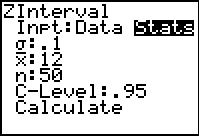 ZInterval
Inpt:Data Stats
σ:.1
x̄:12
n:50
C-Level:.95
Calculate